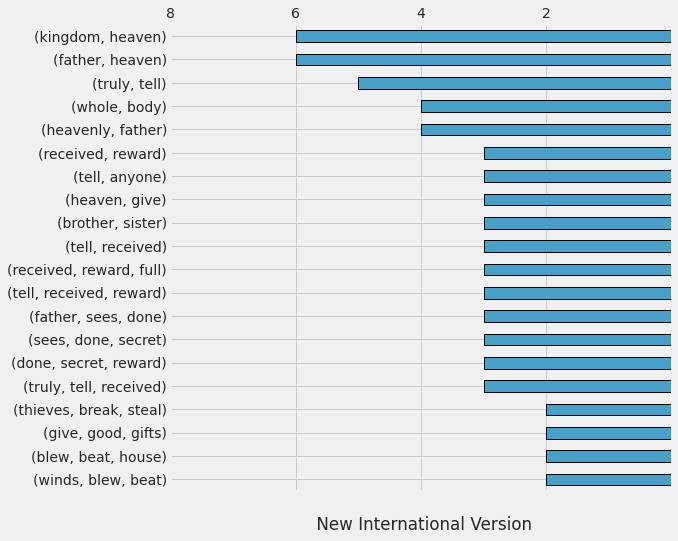 8 6 4 2
(kingdom, heaven)
(father, heaven)
(truly, tell)
(whole, body)
(heavenly, father)
(received, reward)
(tell, anyone)
(heaven, give)
(brother, sister)
(tell, received)
(received, reward, full)
(tell, received, reward)
(father, sees, done)
(sees, done, secret)
(done, secret, reward)
(truly, tell, received)
(thieves, break, steal)
(give, good, gifts)
(blew, beat, house)
(winds, blew, beat)
New International Version